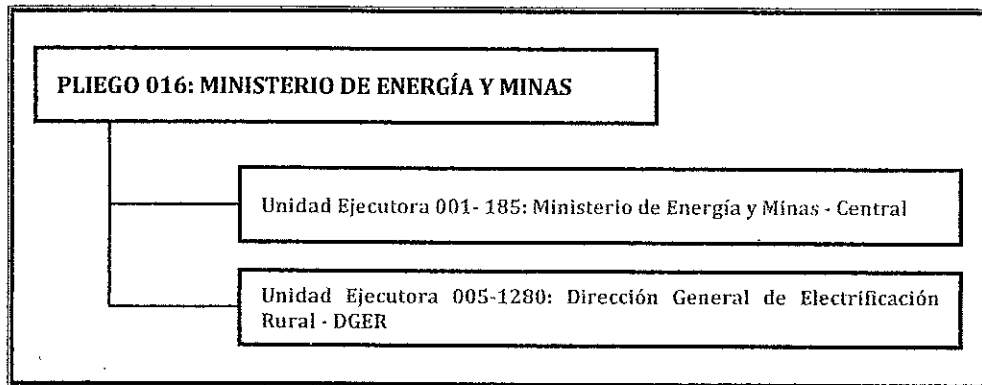 PLIEGO 016: MINISTERIO DE ENERGÍA Y MINAS
Unidad Ejecutora 001- 185: Ministerio de Energía y Minas - Central
Unidad Ejecutora 005-1280: Dirección General de Electrificación
Rural - DGER